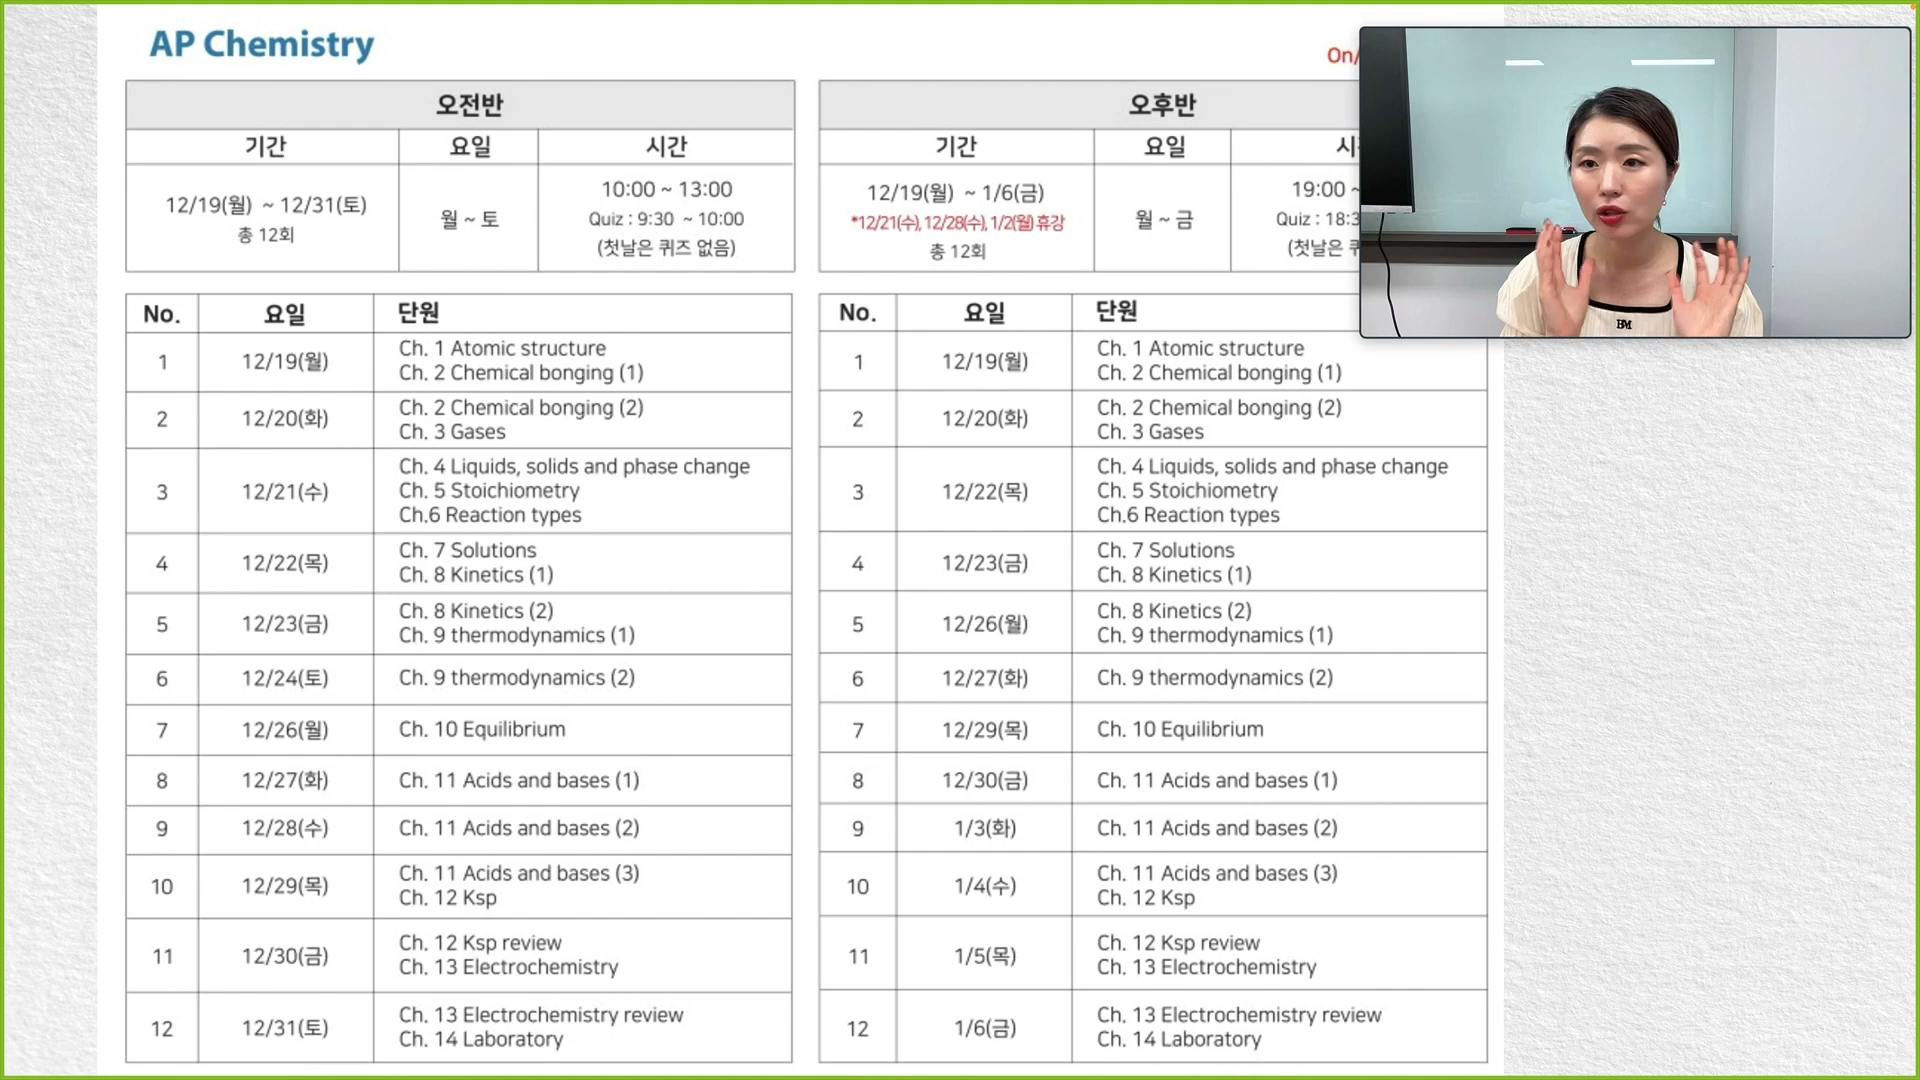 AP Chemistry
On/
오전반
기간 요일 시간
12/19(월) ~ 12/31(토)
총 12회
월 ~ 토
10:00 ~ 13:00
Quiz : 9:30 ~ 10:00
(첫날은 퀴즈 없음)
오후반
기간 요일
12/19(월) ~ 1/6(금)
*12/21(수), 12/28(수), 1/2(월) 휴강
총 12회
월 ~ 금
19:00 ~
Quiz : 18:3
(첫날은
No. 요일 단원
1 12/19(월) Ch. 1 Atomic structure
Ch. 2 Chemical bonging (1)
2 12/20(화) Ch. 2 Chemical bonging (2)
Ch. 3 Gases
3 12/21(수) Ch. 4 Liquids, solids and phase change
Ch. 5 Stoichiometry
Ch.6 Reaction types
4 12/22(목) Ch. 7 Solutions
Ch. 8 Kinetics (1)
5 12/23(금) Ch. 8 Kinetics (2)
Ch. 9 thermodynamics (1)
6 12/24(토) Ch. 9 thermodynamics (2)
7 12/26(월) Ch. 10 Equilibrium
8 12/27(화) Ch. 11 Acids and bases (1)
9 12/28(수) Ch. 11 Acids and bases (2)
10 12/29(목) Ch. 11 Acids and bases (3)
Ch. 12 Ksp
11 12/30(금) Ch. 12 Ksp review
Ch. 13 Electrochemistry
12 12/31(토) Ch. 13 Electrochemistry review
Ch. 14 Laboratory
No. 요일 단원
1 12/19(월) Ch. 1 Atomic structure
Ch. 2 Chemical bonging (1)
2 12/20(화) Ch. 2 Chemical bonging (2)
Ch. 3 Gases
3 12/22(목) Ch. 4 Liquids, solids and phase change
Ch. 5 Stoichiometry
Ch.6 Reaction types
4 12/23(금) Ch. 7 Solutions
Ch. 8 Kinetics (1)
5 12/26(월) Ch. 8 Kinetics (2)
Ch. 9 thermodynamics (1)
6 12/27(화) Ch. 9 thermodynamics (2)
7 12/29(목) Ch. 10 Equilibrium
8 12/30(금) Ch. 11 Acids and bases (1)
9 1/3(화) Ch. 11 Acids and bases (2)
10 1/4(수) Ch. 11 Acids and bases (3)
Ch. 12 Ksp
11 1/5(목) Ch. 12 Ksp review
Ch. 13 Electrochemistry
12 1/6(금) Ch. 13 Electrochemistry review
Ch. 14 Laboratory